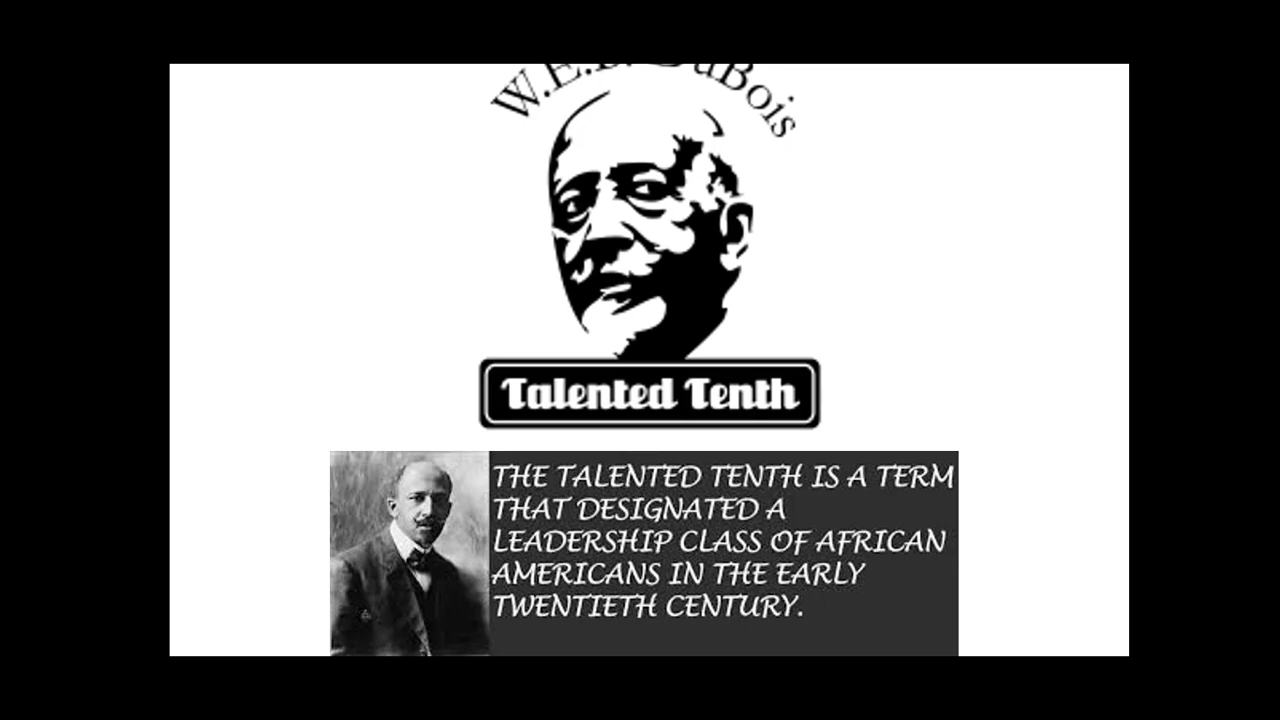 W.E.B. DuBois
Talented Tenth
THE TALENTED TENTH IS A TERM
THAT DESIGNATED A
LEADERSHIP CLASS OF AFRICAN
AMERICANS IN THE EARLY
TWENTIETH CENTURY.